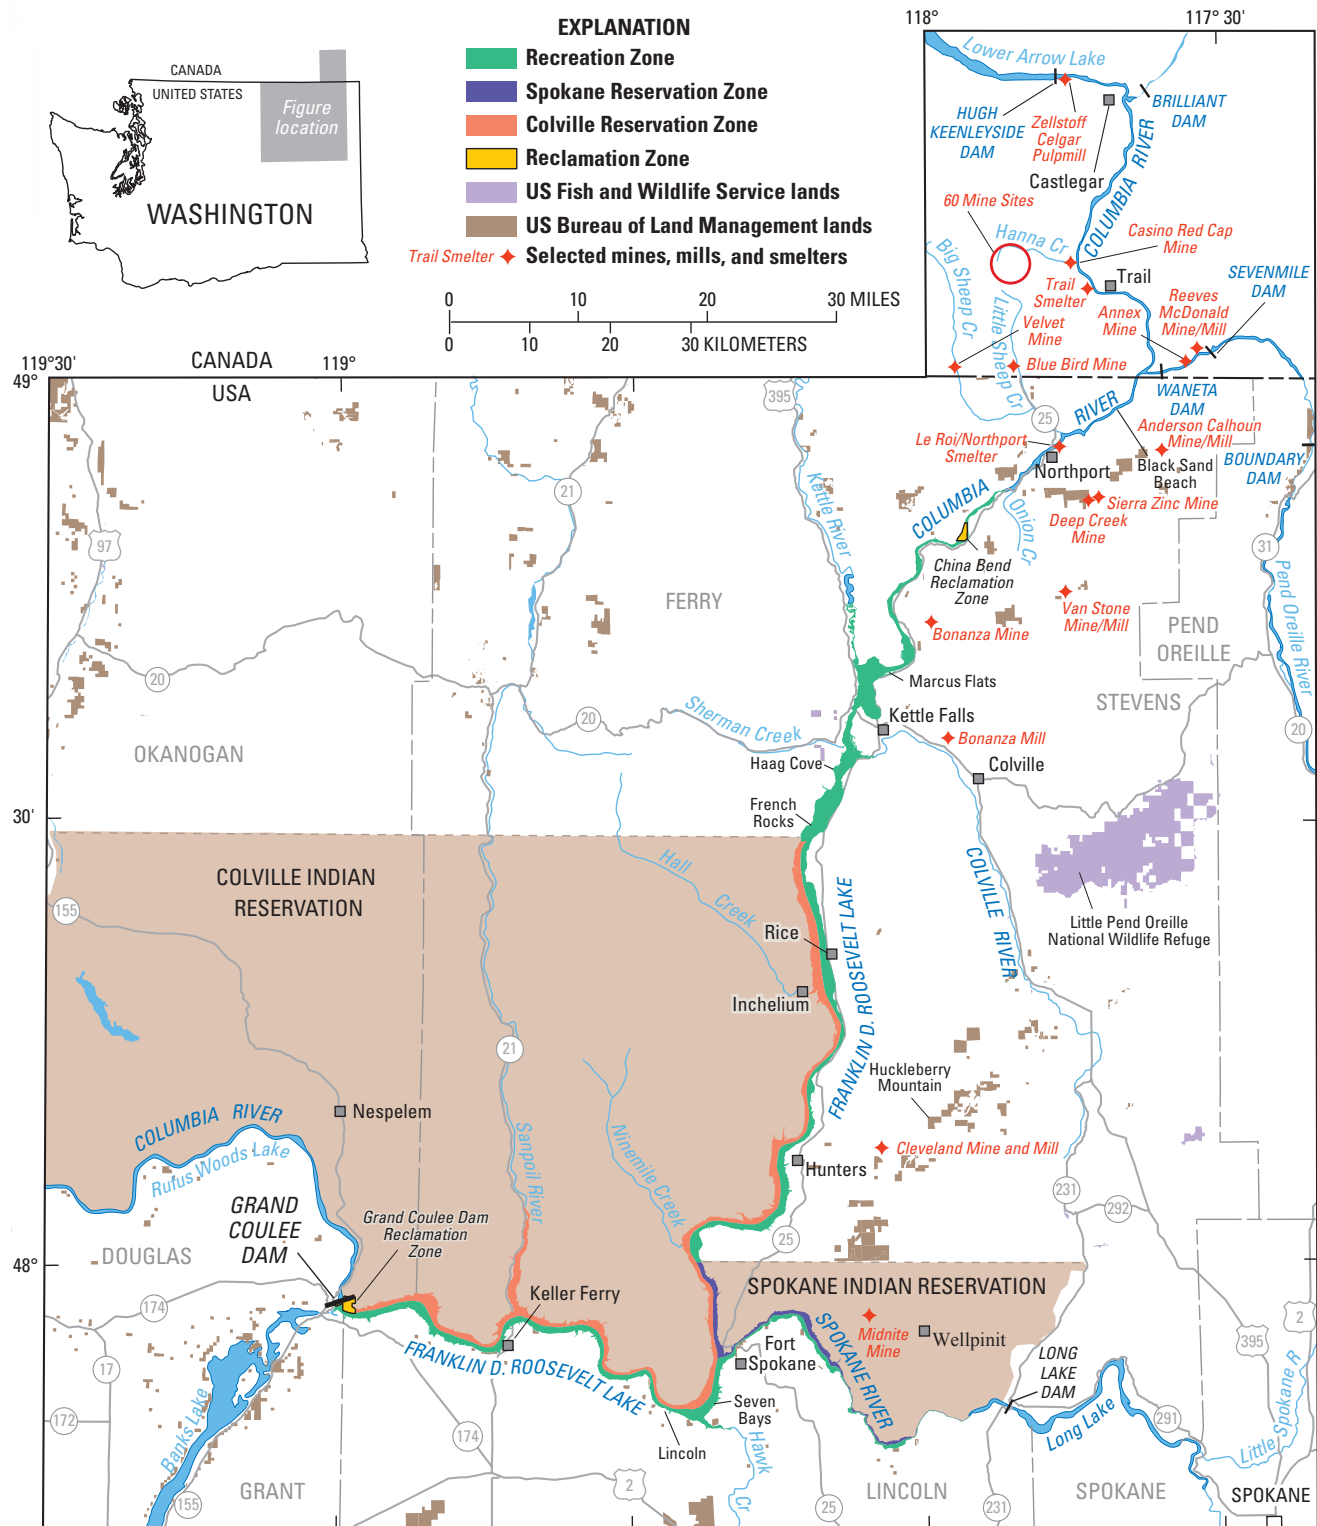 EXPLANATION
Recreation Zone
Spokane Reservation Zone
Colville Reservation Zone
Reclamation Zone
US Fish and Wildlife Service lands
US Bureau of Land Management lands
Trail Smelter Selected mines, mills, and smelters
0 10 20 30 MILES
0 10 20 30 KILOMETERS
CANADA
UNITED STATES
Figure
location
WASHINGTON
118°
117° 30'
Lower Arrow Lake
HUGH
KEENLEYSIDE
DAM
Zellstoff
Celgar
Pulpmill
BRILLIANT
DAM
Castlegar
COLUMBIA RIVER
60 Mine Sites
Hanna Cr
Casino Red Cap
Mine
Big Sheep Cr
Little Sheep Cr
Trail
Smelter
Trail
SEVENMILE
DAM
Reeves
McDonald
Mine/Mill
Annex
Mine
Velvet
Mine
Blue Bird Mine
119° 30'
CANADA
119°
49°
USA
395
25
RIVER
WANETA
DAM
Anderson Calhoun
Mine/Mill
Le Roi/Northport
Smelter
Northport
Black Sand
Beach
BOUNDARY
DAM
21
Kettle River
COLUMBIA
Onion Cr
Sierra Zinc Mine
Deep Creek
Mine
97
31
China Bend
Reclamation
Zone
Pend Oreille River
FERRY
Van Stone
Mine/Mill
Bonanza Mine
PEND
OREILLE
20
Marcus Flats
STEVENS
20
Sherman Creek
Kettle Falls
20
Bonanza Mill
OKANOGAN
Haag Cove
Colville
French
Rocks
30'
Hall
Creek
COLVILLE INDIAN
RESERVATION
155
COLVILLE RIVER
Little Pend Oreille
National Wildlife Refuge
Rice
FRANKLIN D. ROOSEVELT LAKE
Inchelium
21
Huckleberry
Mountain
Nespelem
COLUMBIA RIVER
Rufus Woods Lake
Sanpoil River
Ninemile Creek
Cleveland Mine and Mill
Hunters
231
292
GRAND
COULEE
DAM
Grand Coulee Dam
Reclamation
Zone
25
DOUGLAS
48°
SPOKANE INDIAN RESERVATION
Keller Ferry
174
Midnite
Mine
Wellpinit
2
SPOKANE RIVER
Fort
Spokane
395
17
FRANKLIN D. ROOSEVELT LAKE
LONG
LAKE
DAM
Seven
Bays
172
Banks Lake
174
Lincoln
Hawk
Cr
Long Lake
291
Little Spokane R
155
GRANT
2
25
LINCOLN
231
SPOKANE
SPOKANE